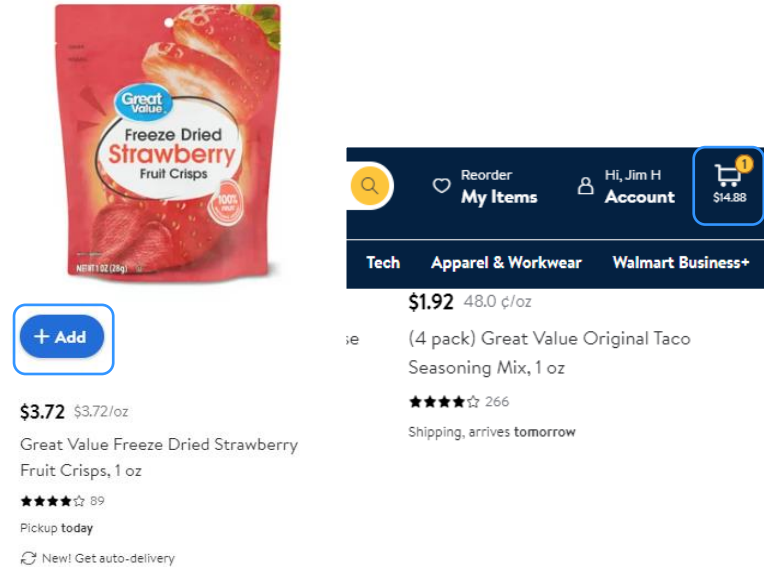 Great
Value
Freeze Dried
Strawberry
Fruit Crisps
100%
FRUIT
NET WT 1 OZ (28g)
+ Add
$3.72 $3.72/oz
Great Value Freeze Dried Strawberry
Fruit Crisps, 1 oz
89
Pickup today
New! Get auto-delivery
Reorder
My Items
Hi, Jim H
Account
1
$14.88
Tech Apparel & Workwear Walmart Business+
$1.92 48.0 ¢/oz
se (4 pack) Great Value Original Taco
Seasoning Mix, 1 oz
266
Shipping, arrives tomorrow